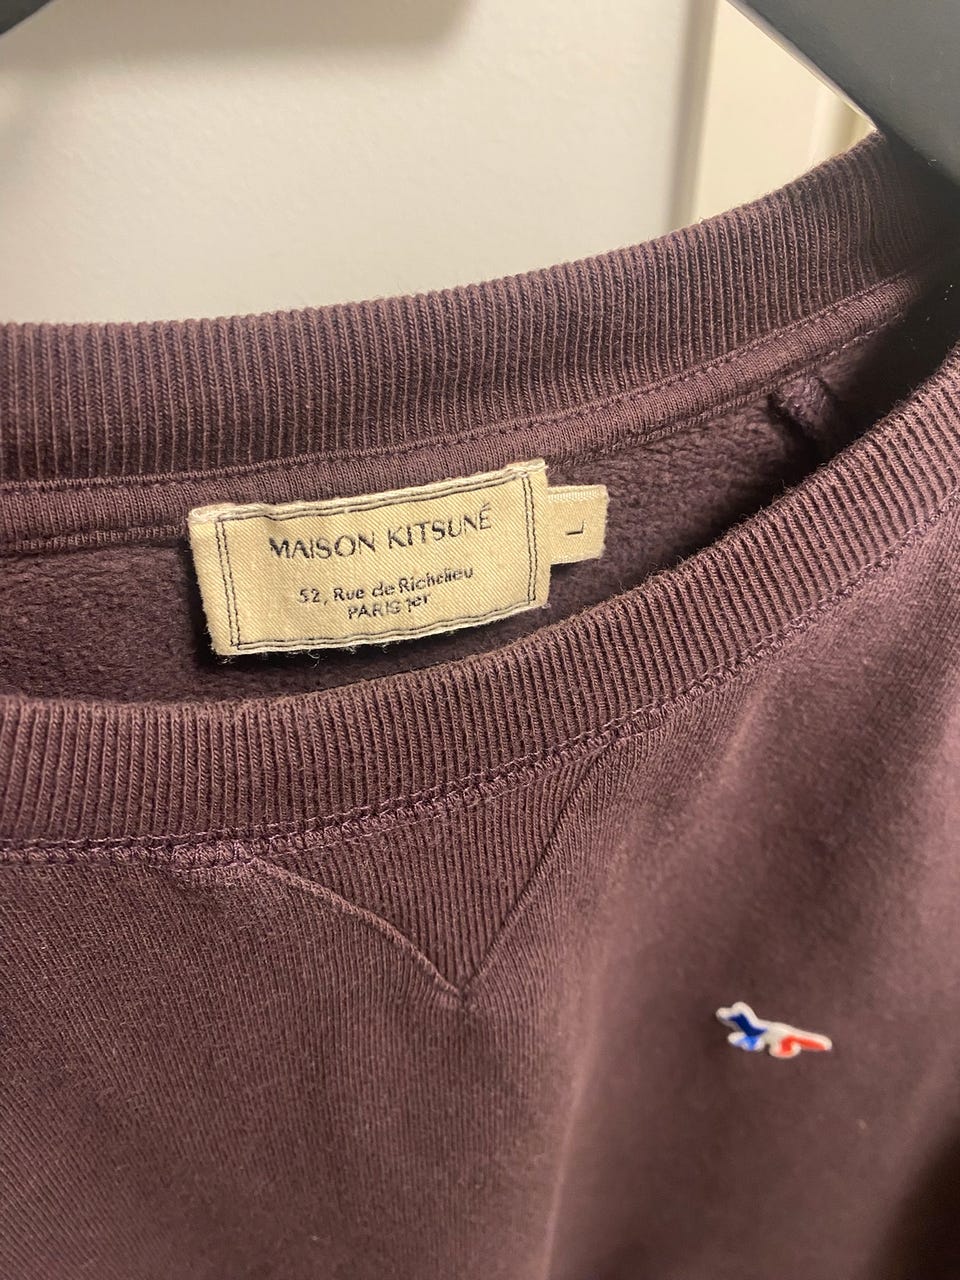 MAISON KITSUNÉ
52, Rue de Richelieu
PARIS 1er
L